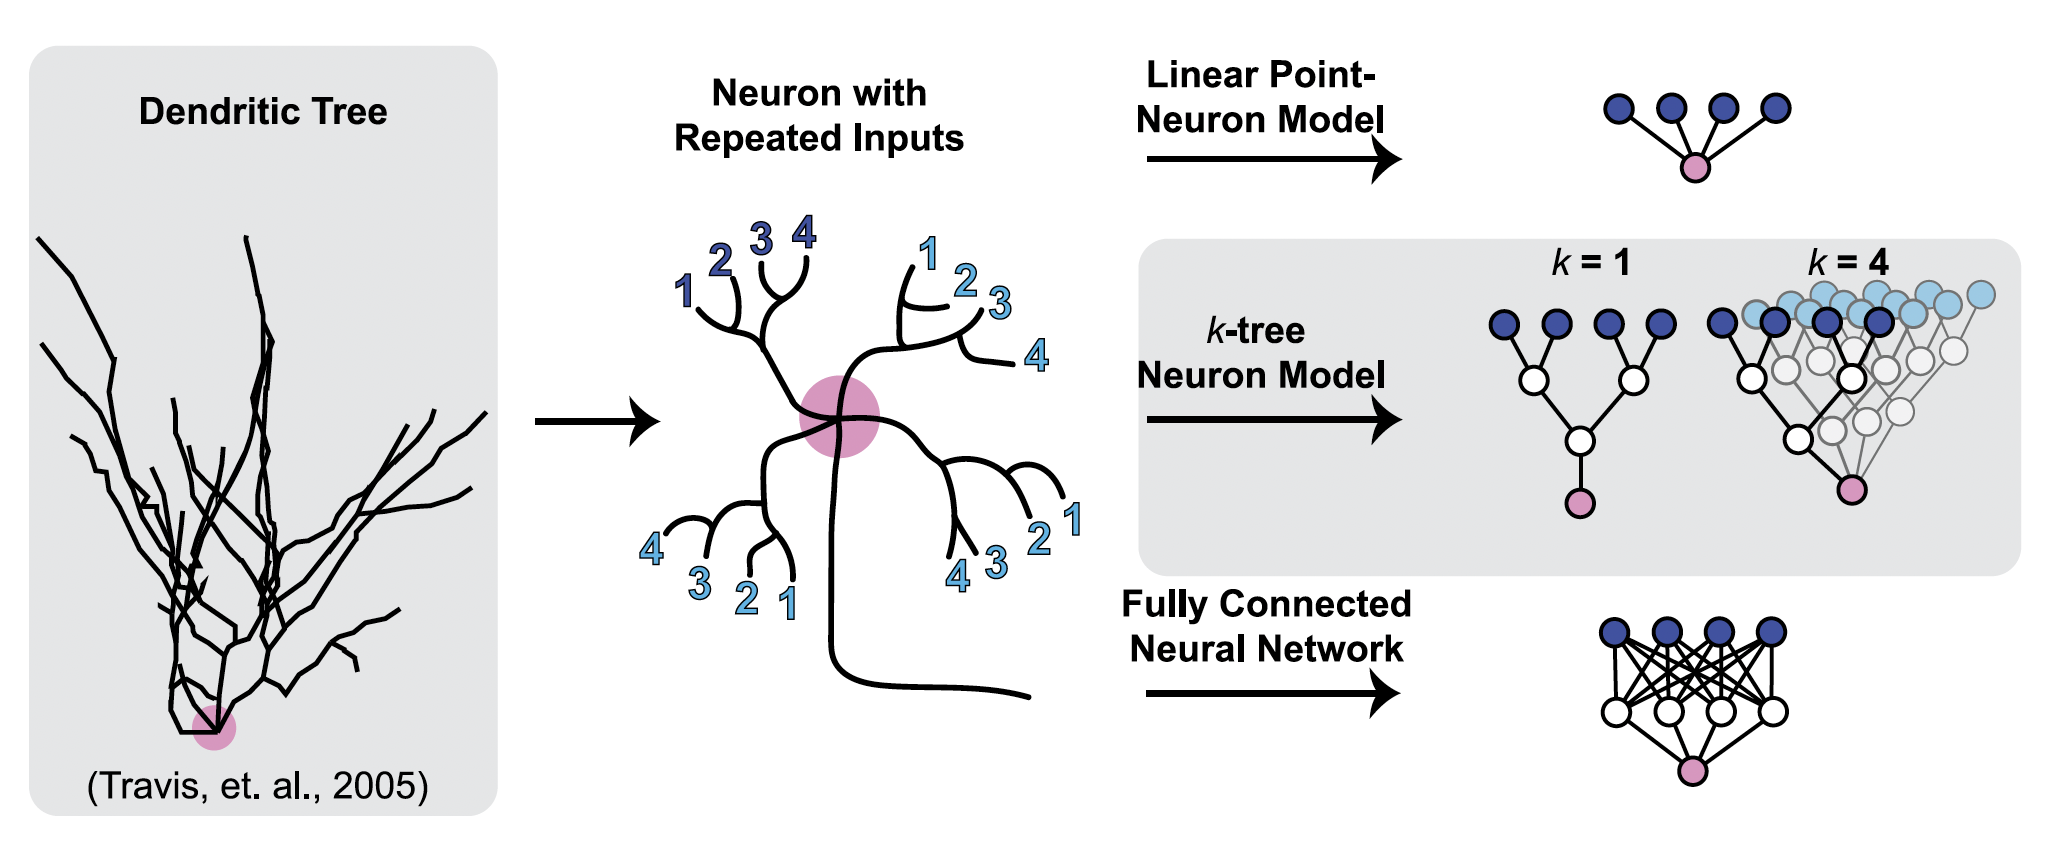 Dendritic Tree
(Travis, et. al., 2005)
Neuron with
Repeated Inputs
1 2 3 4
1 2 3 4
4 3 2 1
4 3 2 1
Linear Point-
Neuron Model
k-tree
Neuron Model
k = 1
k = 4
Fully Connected
Neural Network